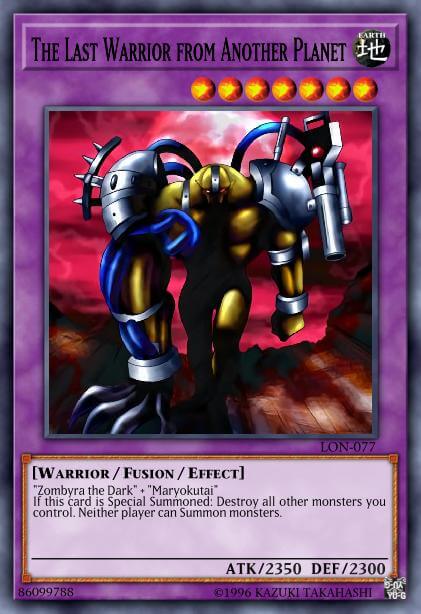 THE LAST WARRIOR FROM ANOTHER PLANET
EARTH
地
LON-077
[WARRIOR / FUSION / EFFECT]
"Zombyra the Dark" + "Maryokutai"
If this card is Special Summoned: Destroy all other monsters you
control. Neither player can Summon monsters.
ATK/2350 DEF/2300
86099788
©1996 KAZUKI TAKAHASHI